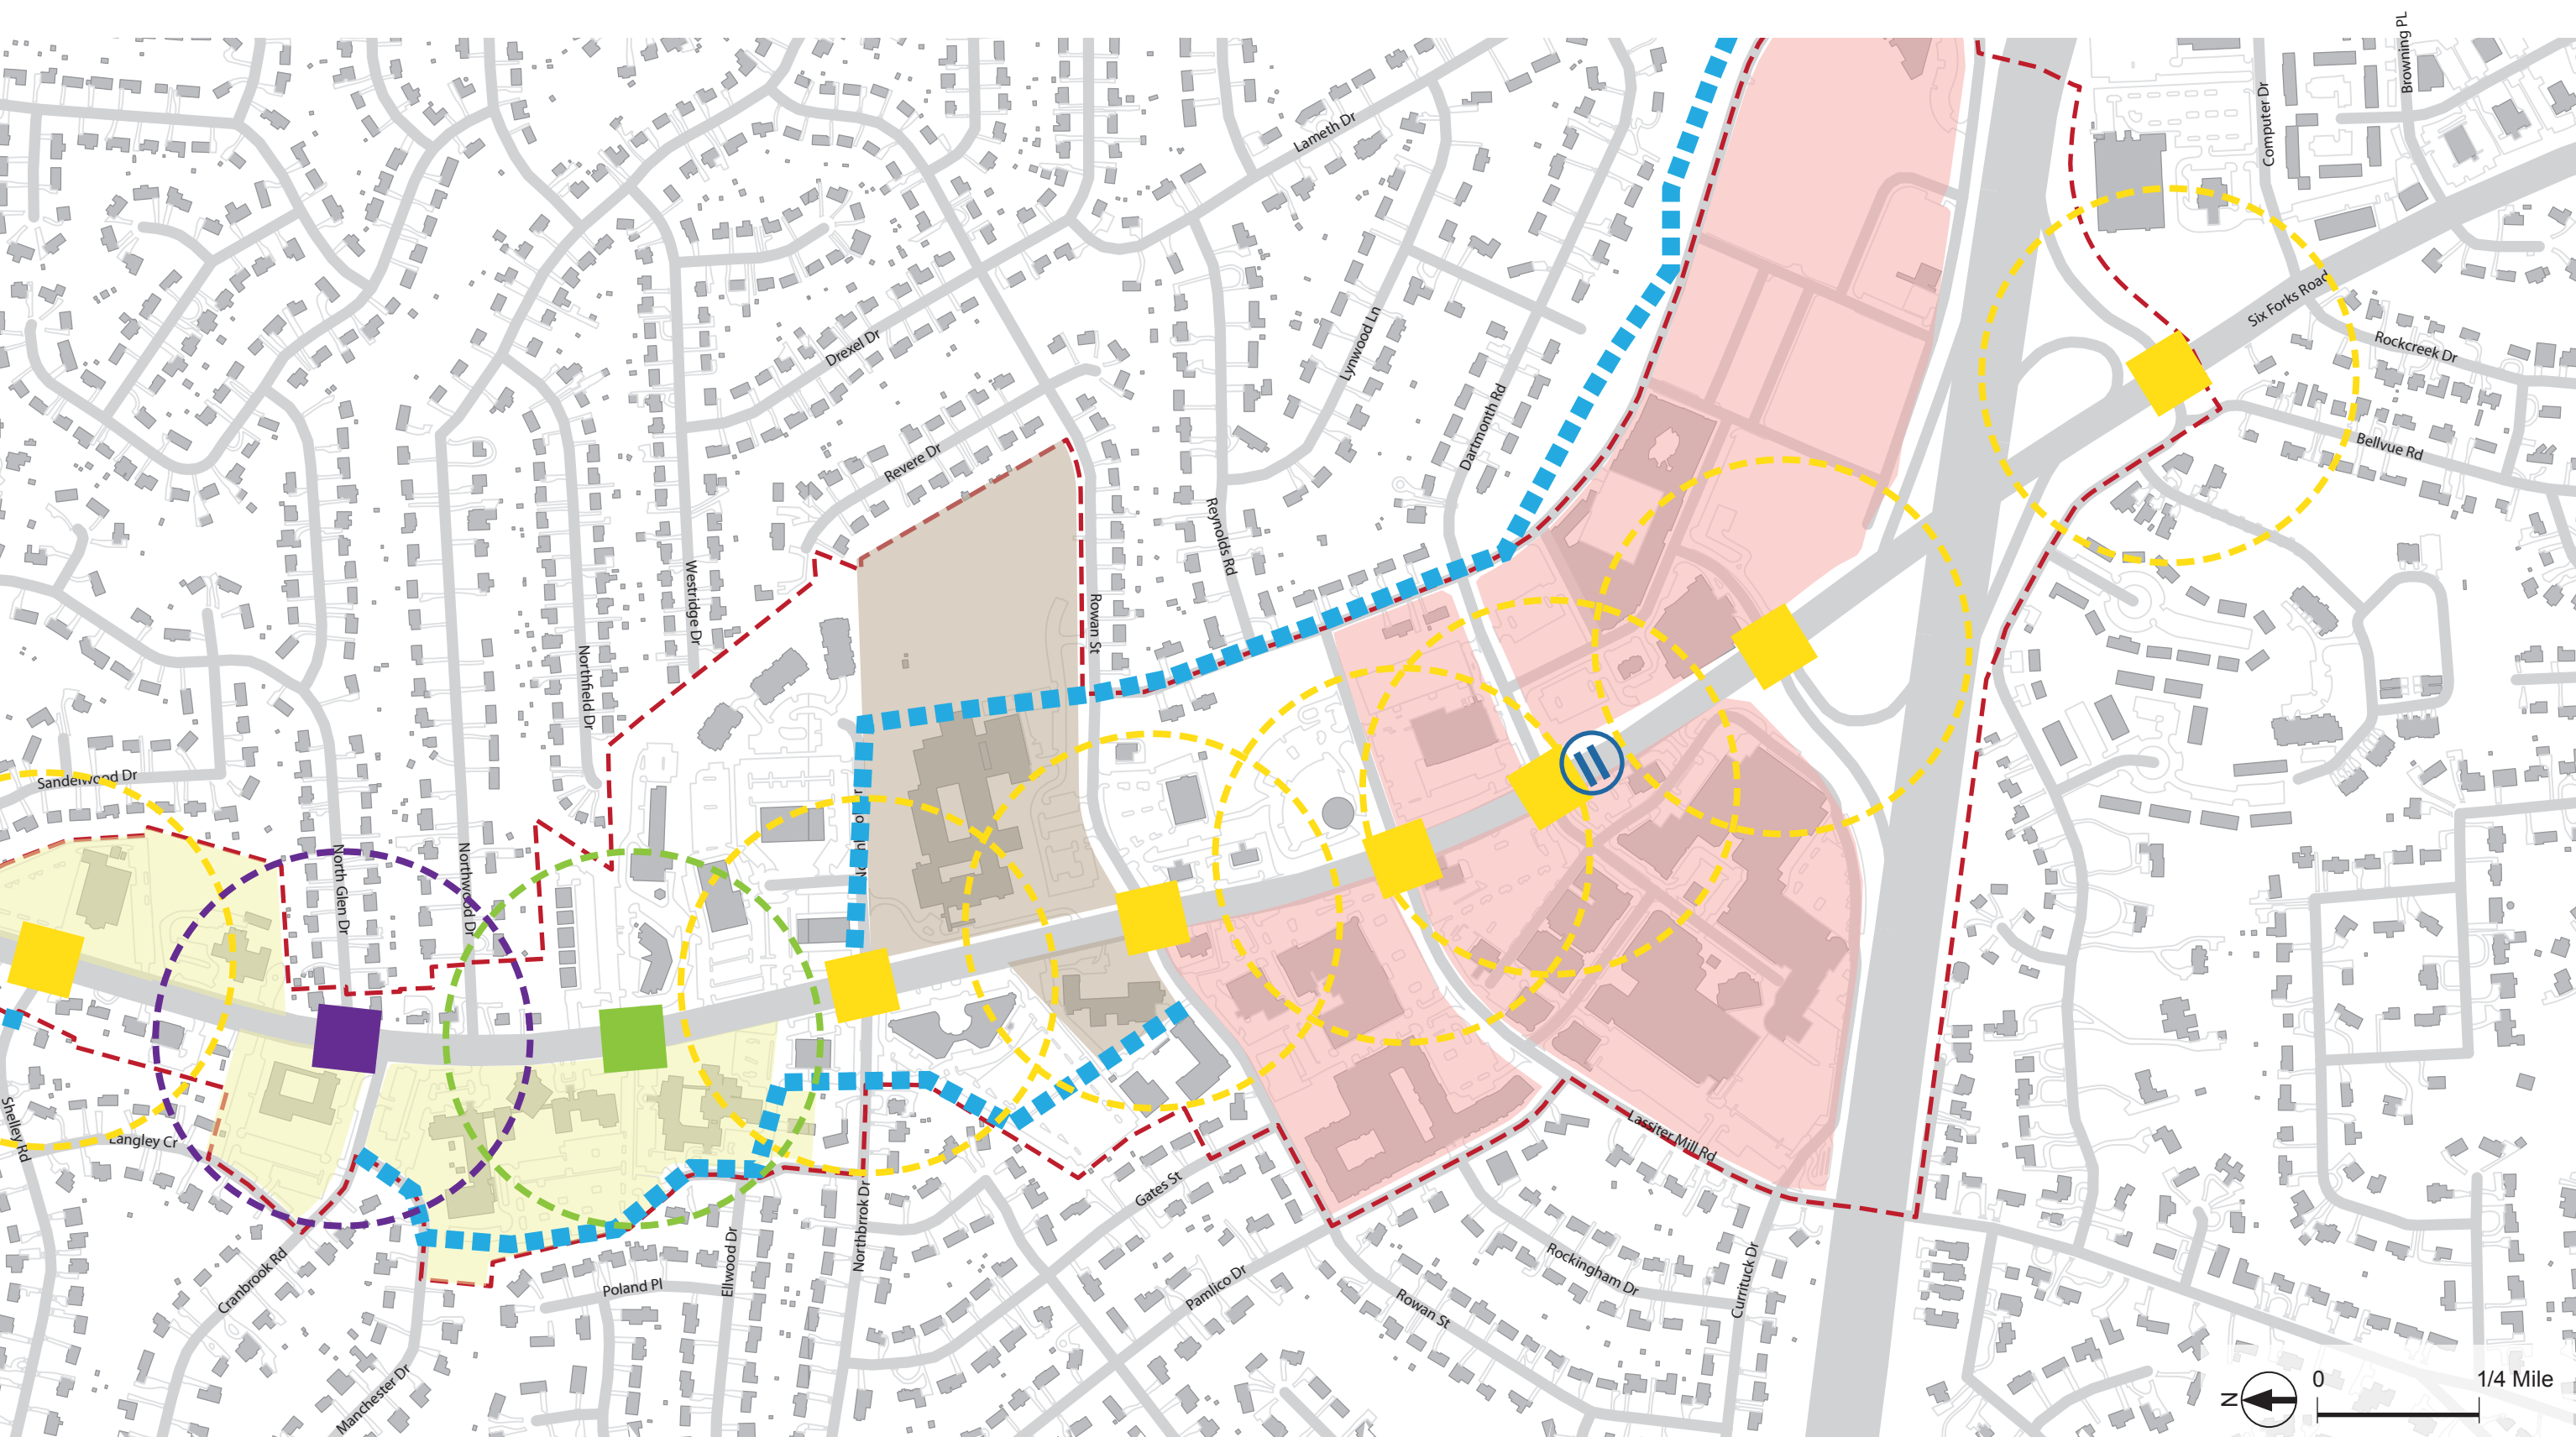 Browning PL
Computer Dr
Lameth Dr
Six Forks Road
Rockcreek Dr
Drexel Dr
Lynwood Ln
Dartmonth Rd
Bellvue Rd
Revere Dr
Reynolds Rd
Westridge Dr
Rowan St
Northfield Dr
Sandelwood Dr
North Glen Dr
Northwood Dr
Shelley Rd
Langley Cr
Lassiter Mill Rd
Gates St
Northbrrok Dr
Ellwood Dr
Cranbrook Rd
Poland Pl
Pamlico Dr
Rockingham Dr
Currituck Dr
Rowan St
Manchester Dr
N
0
1/4 Mile